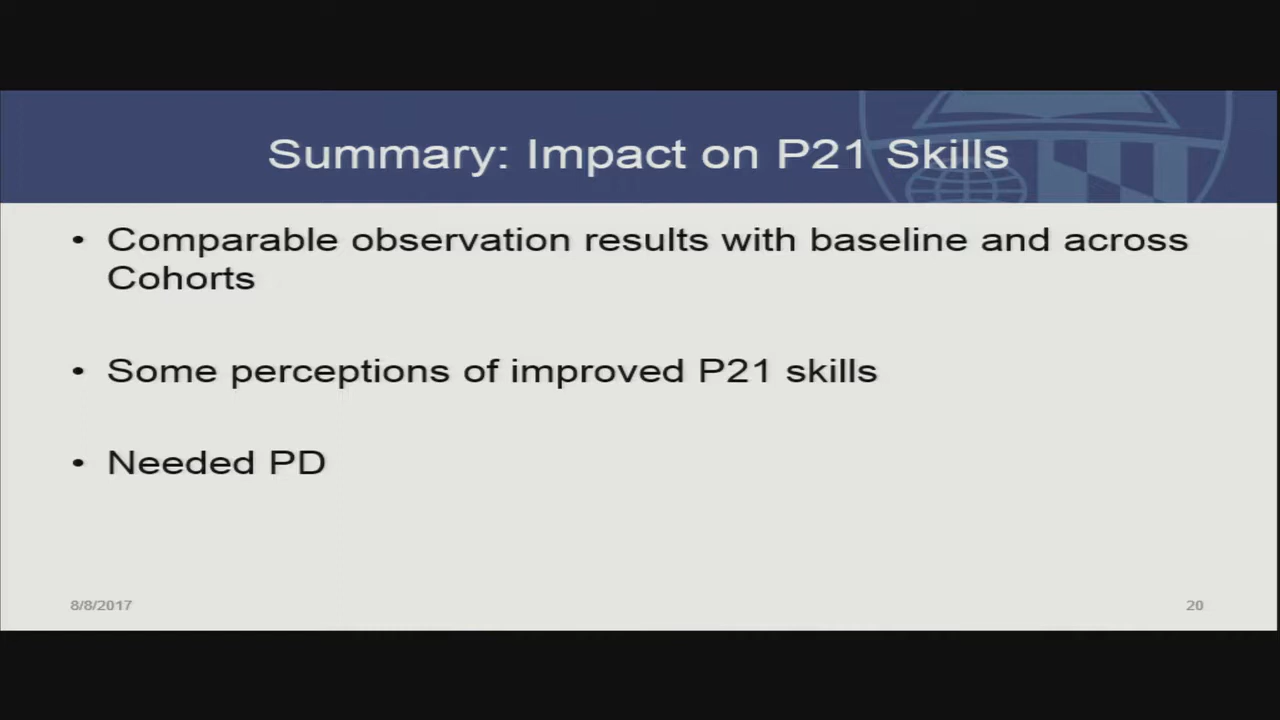 Summary: Impact on P21 Skills
• Comparable observation results with baseline and across
Cohorts
• Some perceptions of improved P21 skills
• Needed PD
8/8/2017
20